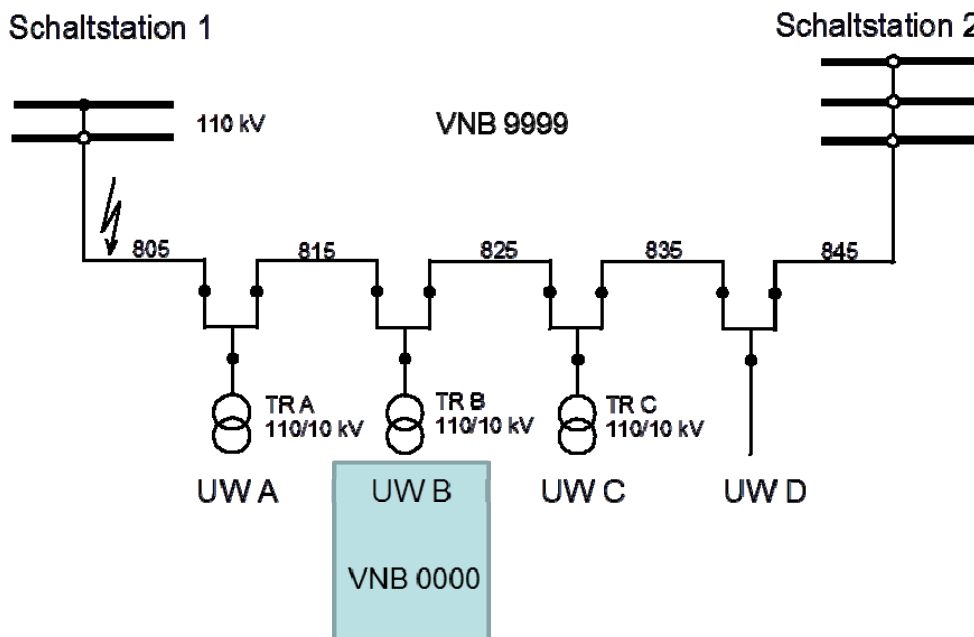 Schaltstation 1
Schaltstation 2
110 kV
VNB 9999
805
815
825
835
845
TR A
110/10 kV
TR B
110/10 kV
TR C
110/10 kV
UW A
UW B
UW C
UW D
VNB 0000